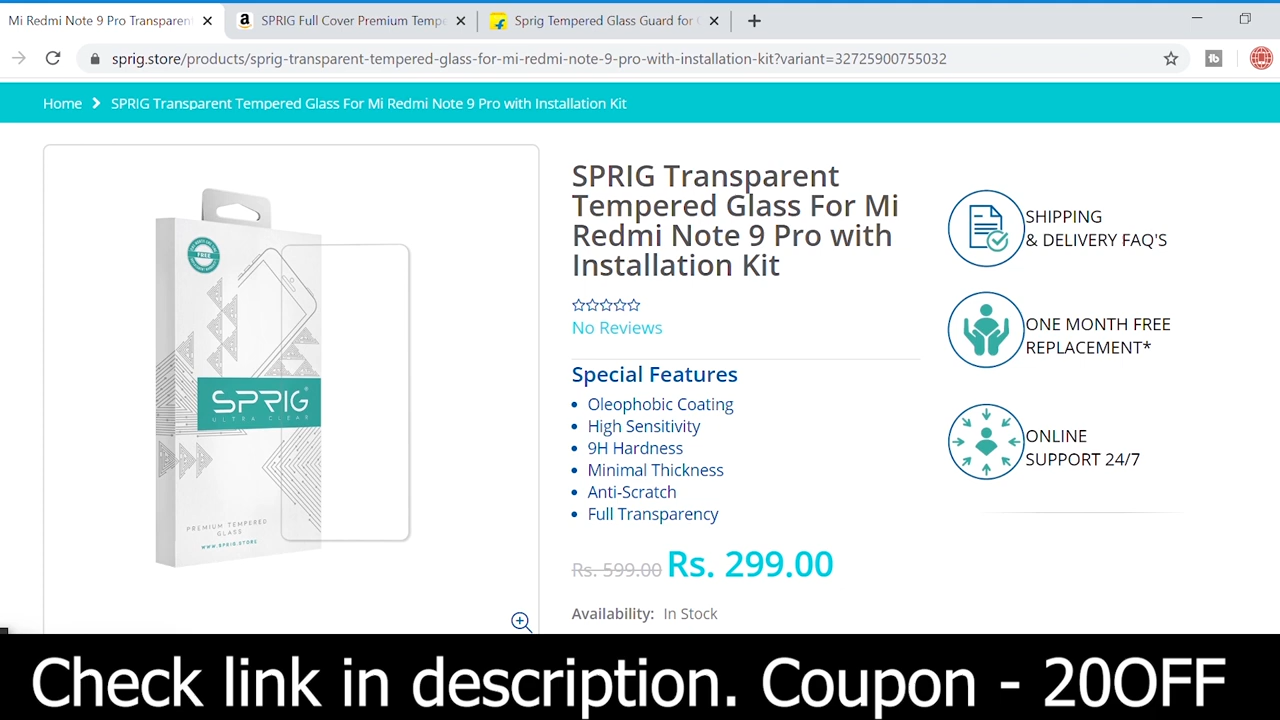 Mi Redmi Note 9 Pro Transparen
SPRIG Full Cover Premium Tempe
Sprig Tempered Glass Guard for
sprig.store/products/sprig-transparent-tempered-glass-for-mi-redmi-note-9-pro-with-installation-kit?variant=32725900755032
Home
SPRIG Transparent Tempered Glass For Mi Redmi Note 9 Pro with Installation Kit
FREE
SPRIG
ULTRA CLEAR
PREMIUM TEMPERED
GLASS
WWW.SPRIG.STORE
SPRIG Transparent
Tempered Glass For Mi
Redmi Note 9 Pro with
Installation Kit
No Reviews
Special Features
Oleophobic Coating
High Sensitivity
9H Hardness
Minimal Thickness
Anti-Scratch
Full Transparency
Rs. 599.00 Rs. 299.00
Availability: In Stock
SHIPPING
& DELIVERY FAQ'S
ONE MONTH FREE
REPLACEMENT*
ONLINE
SUPPORT 24/7
Check link in description. Coupon - 20OFF